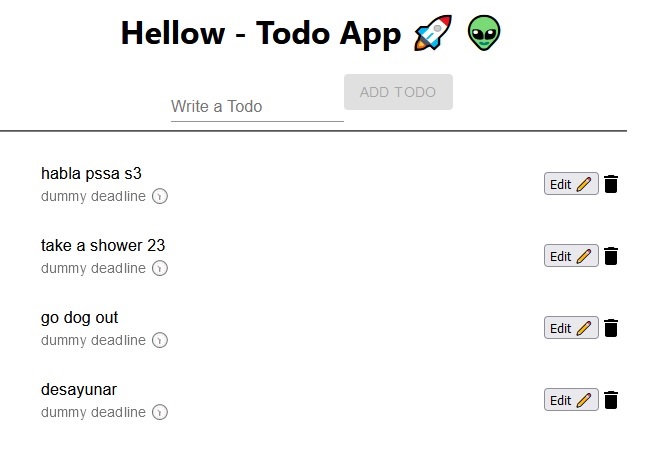 Hellow - Todo App 🚀 👽
Write a Todo
ADD TODO
habla pssa s3
dummy deadline
Edit
take a shower 23
dummy deadline
Edit
go dog out
dummy deadline
Edit
desayunar
dummy deadline
Edit